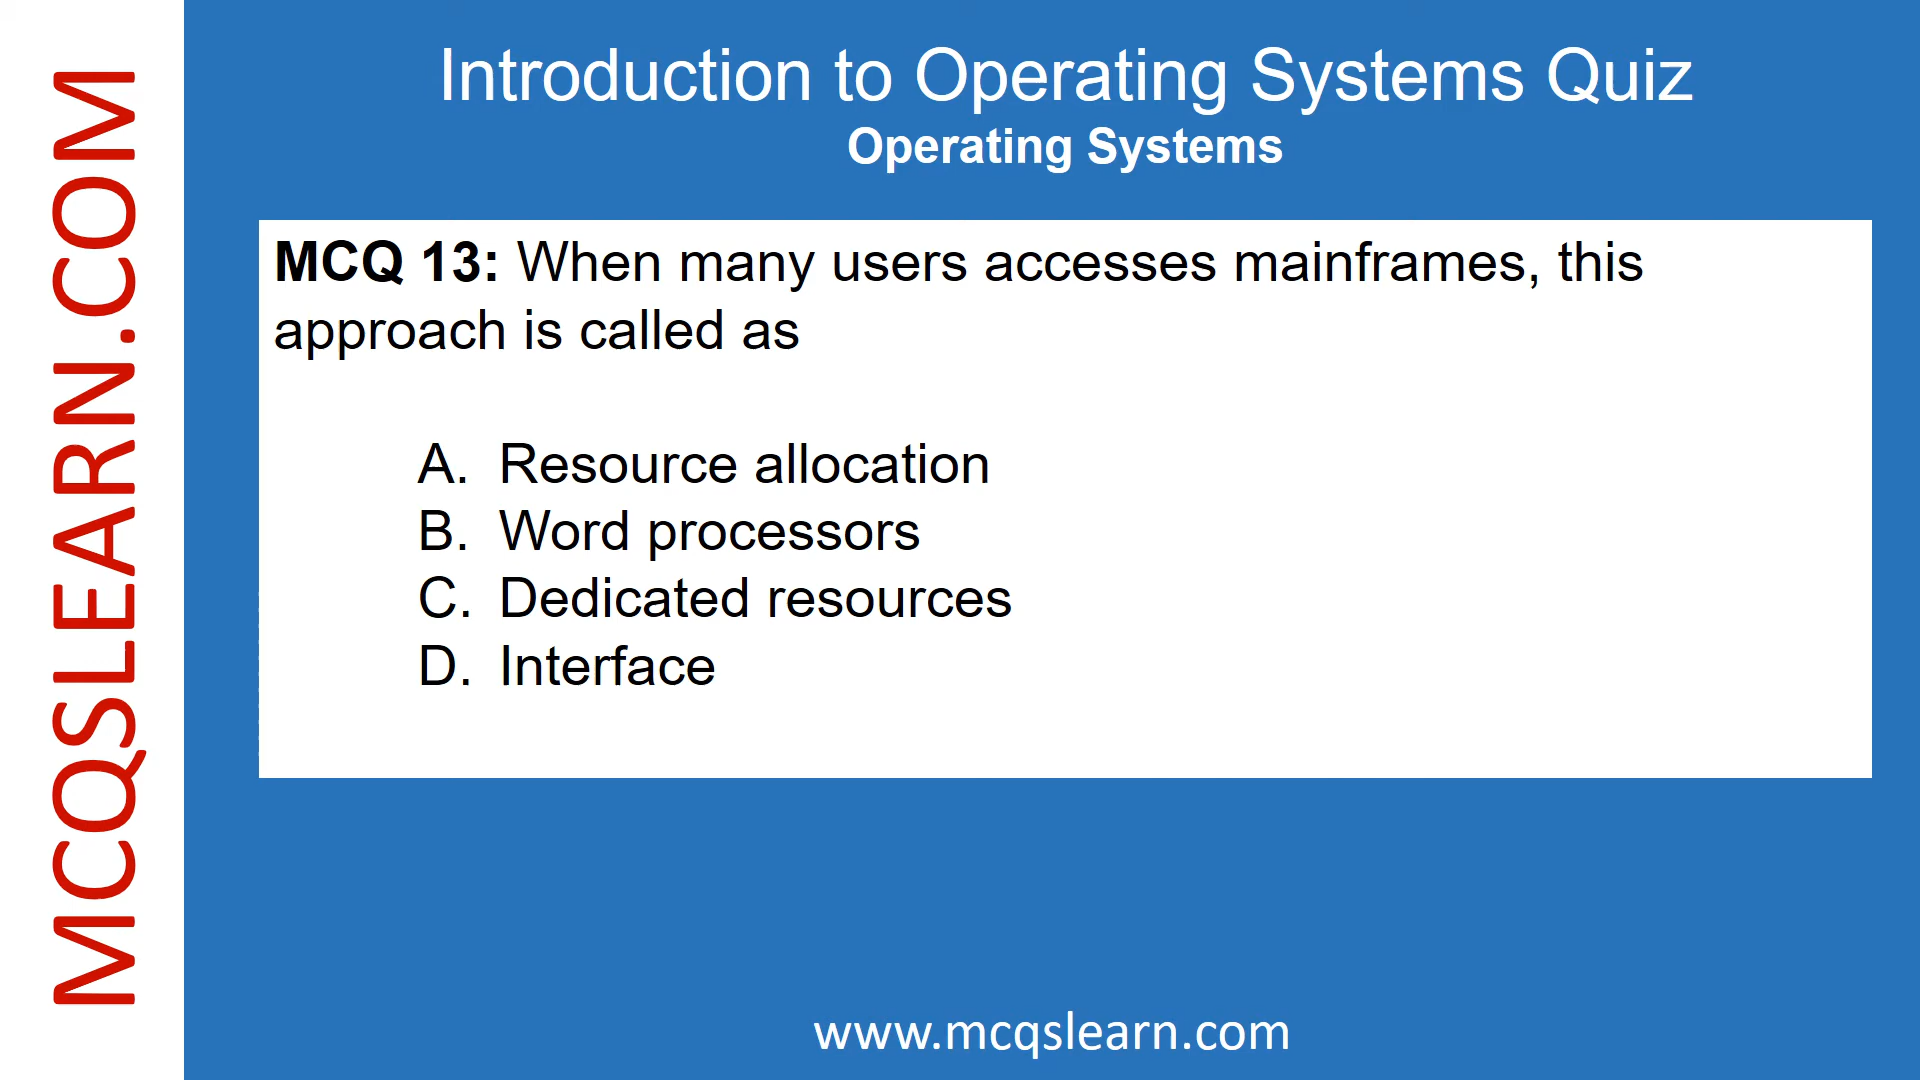 MCQSLEARN.COM
Introduction to Operating Systems Quiz
Operating Systems
MCQ 13: When many users accesses mainframes, this
approach is called as
A. Resource allocation
B. Word processors
C. Dedicated resources
D. Interface
www.mcqslearn.com